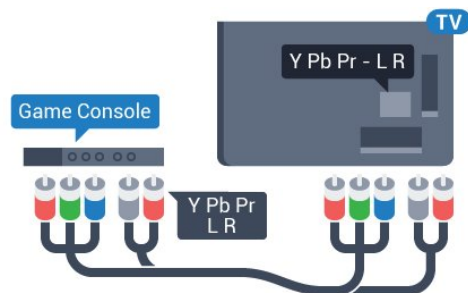 TV
Y Pb Pr - L R
Game Console
Y Pb Pr
L R